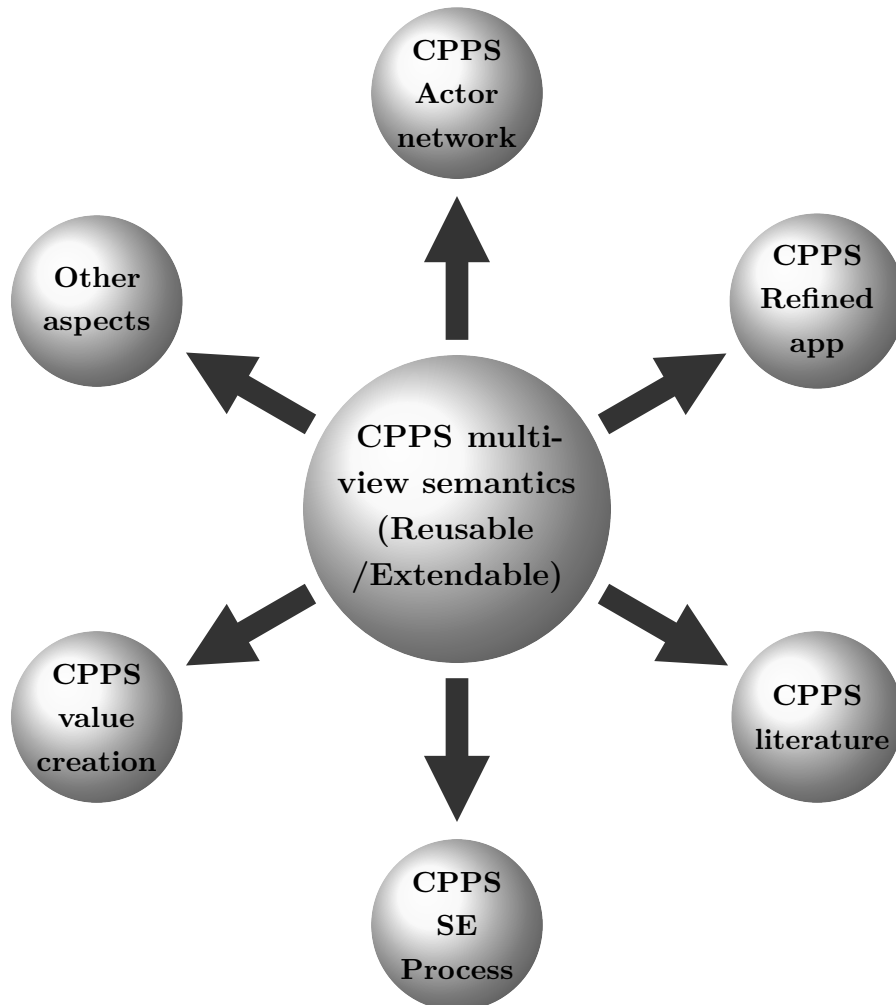 CPPS
Actor
network
Other
aspects
CPPS
Refined
app
CPPS multi-
view semantics
(Reusable
/Extendable)
CPPS
value
creation
CPPS
literature
CPPS
SE
Process